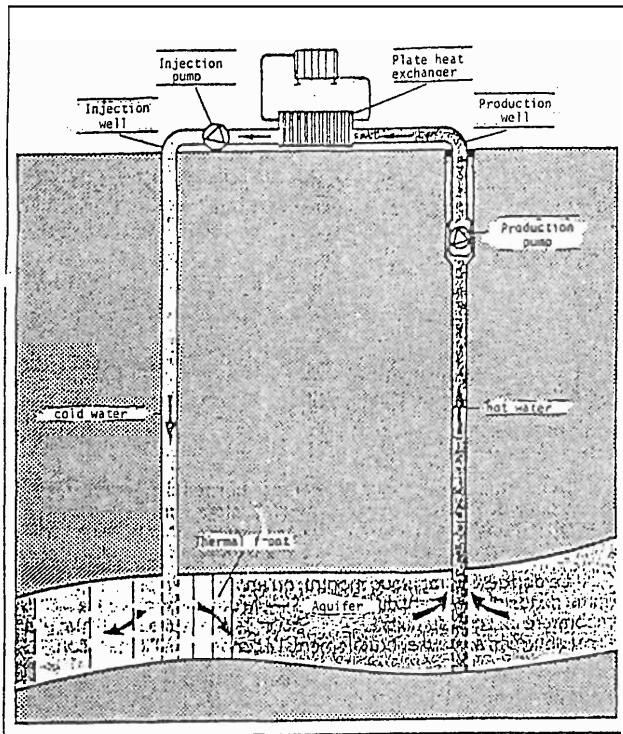 Injection
pump
Plate heat
exchanger
Injection
well
Production
well
Production
pump
cold water
hot water
Thermal front
Aquifer